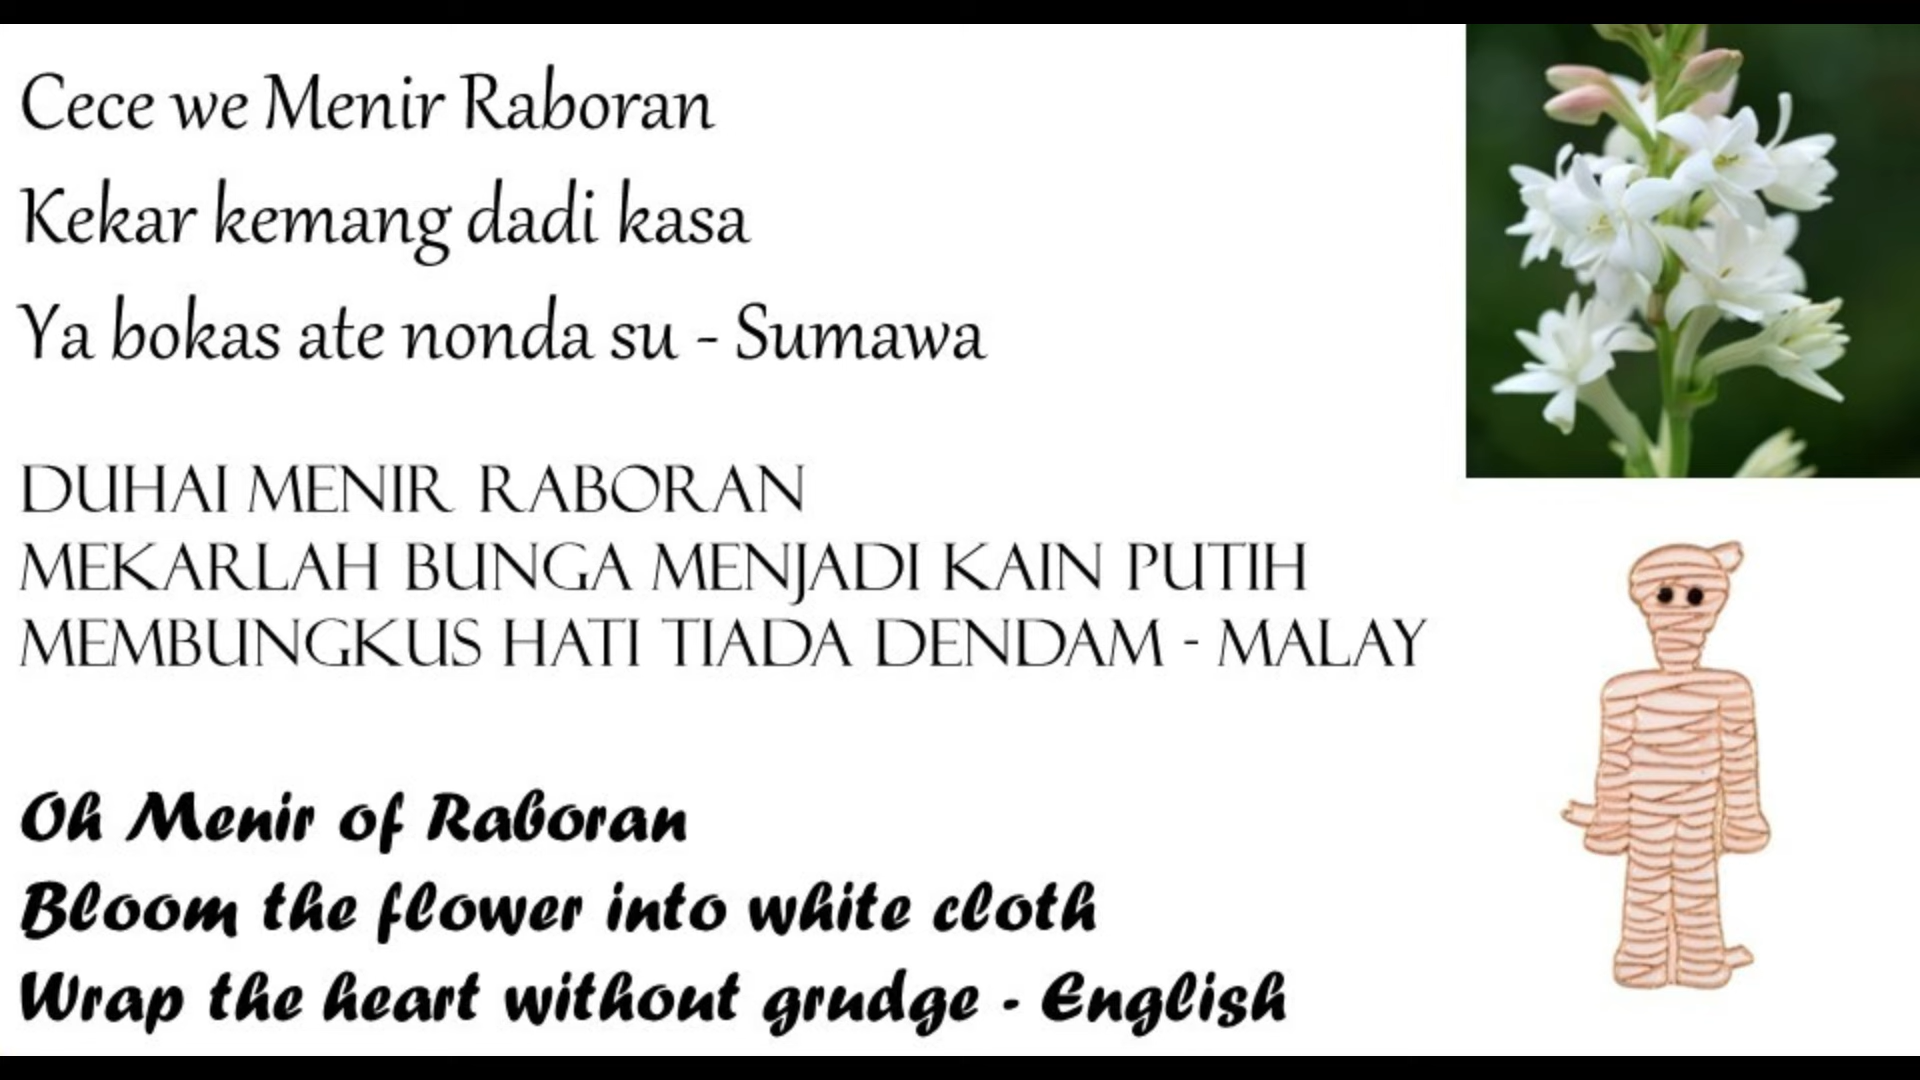 Cece we Menir Raboran
Kekar kemang dadi kasa
Ya bokas ate nonda su - Sumawa
DUHAI MENIR RABORAN
MEKARLAH BUNGA MENJADI KAIN PUTIH
MEMBUNGKUS HATI TIADA DENDAM - MALAY
Oh Menir of Raboran
Bloom the flower into white cloth
Wrap the heart without grudge - English